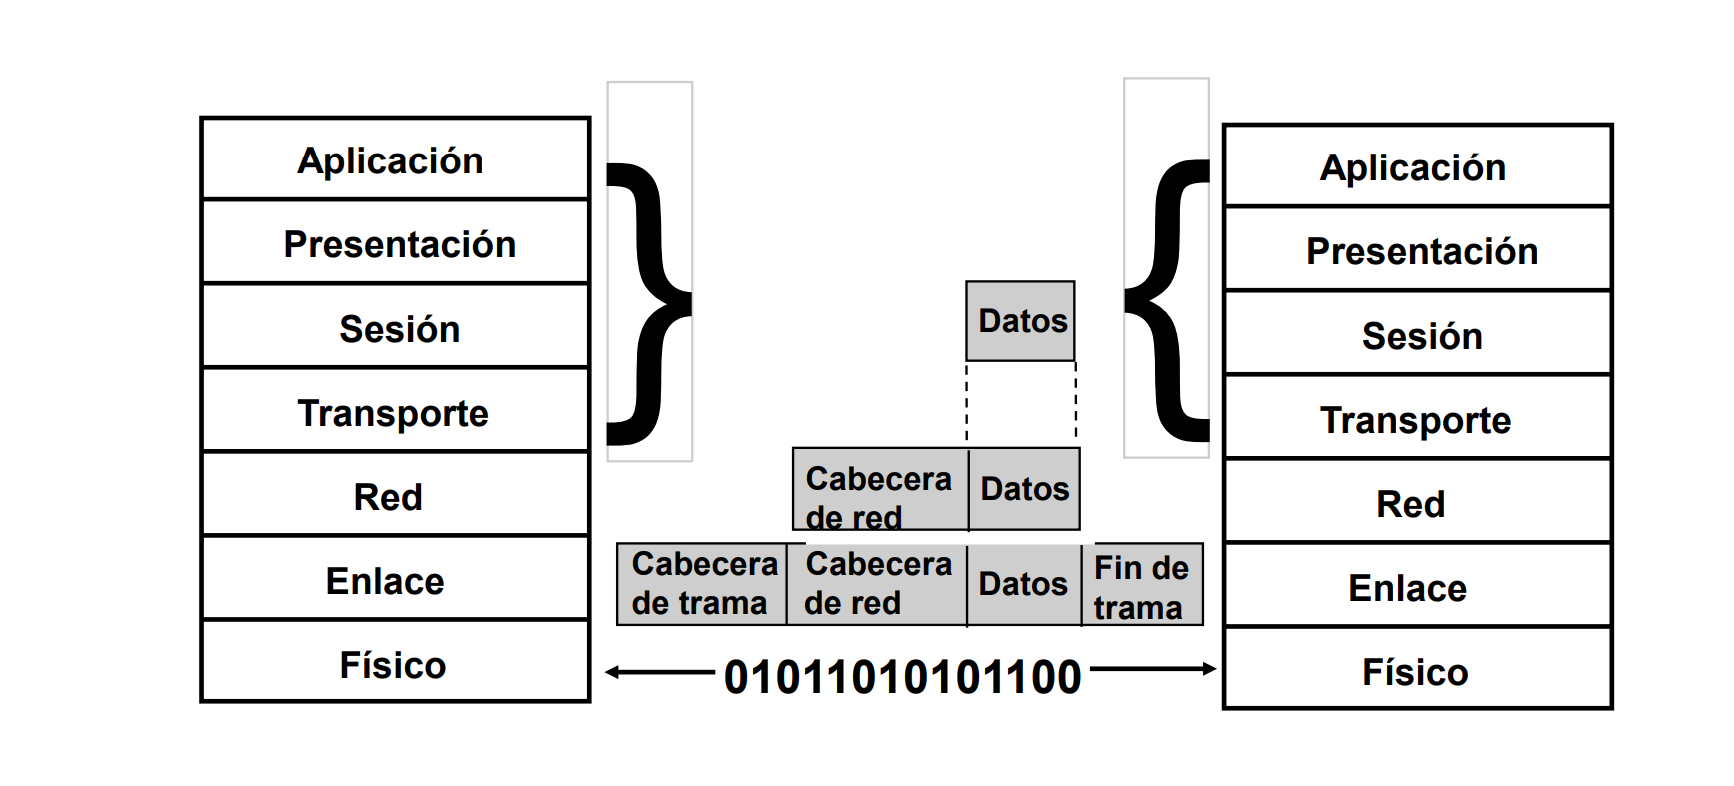 Aplicación
Presentación
Sesión
Transporte
Red
Enlace
Físico
Datos
Cabecera
de red
Datos
Cabecera
de trama
Cabecera
de red
Datos
Fin de
trama
01011010101100
Aplicación
Presentación
Sesión
Transporte
Red
Enlace
Físico